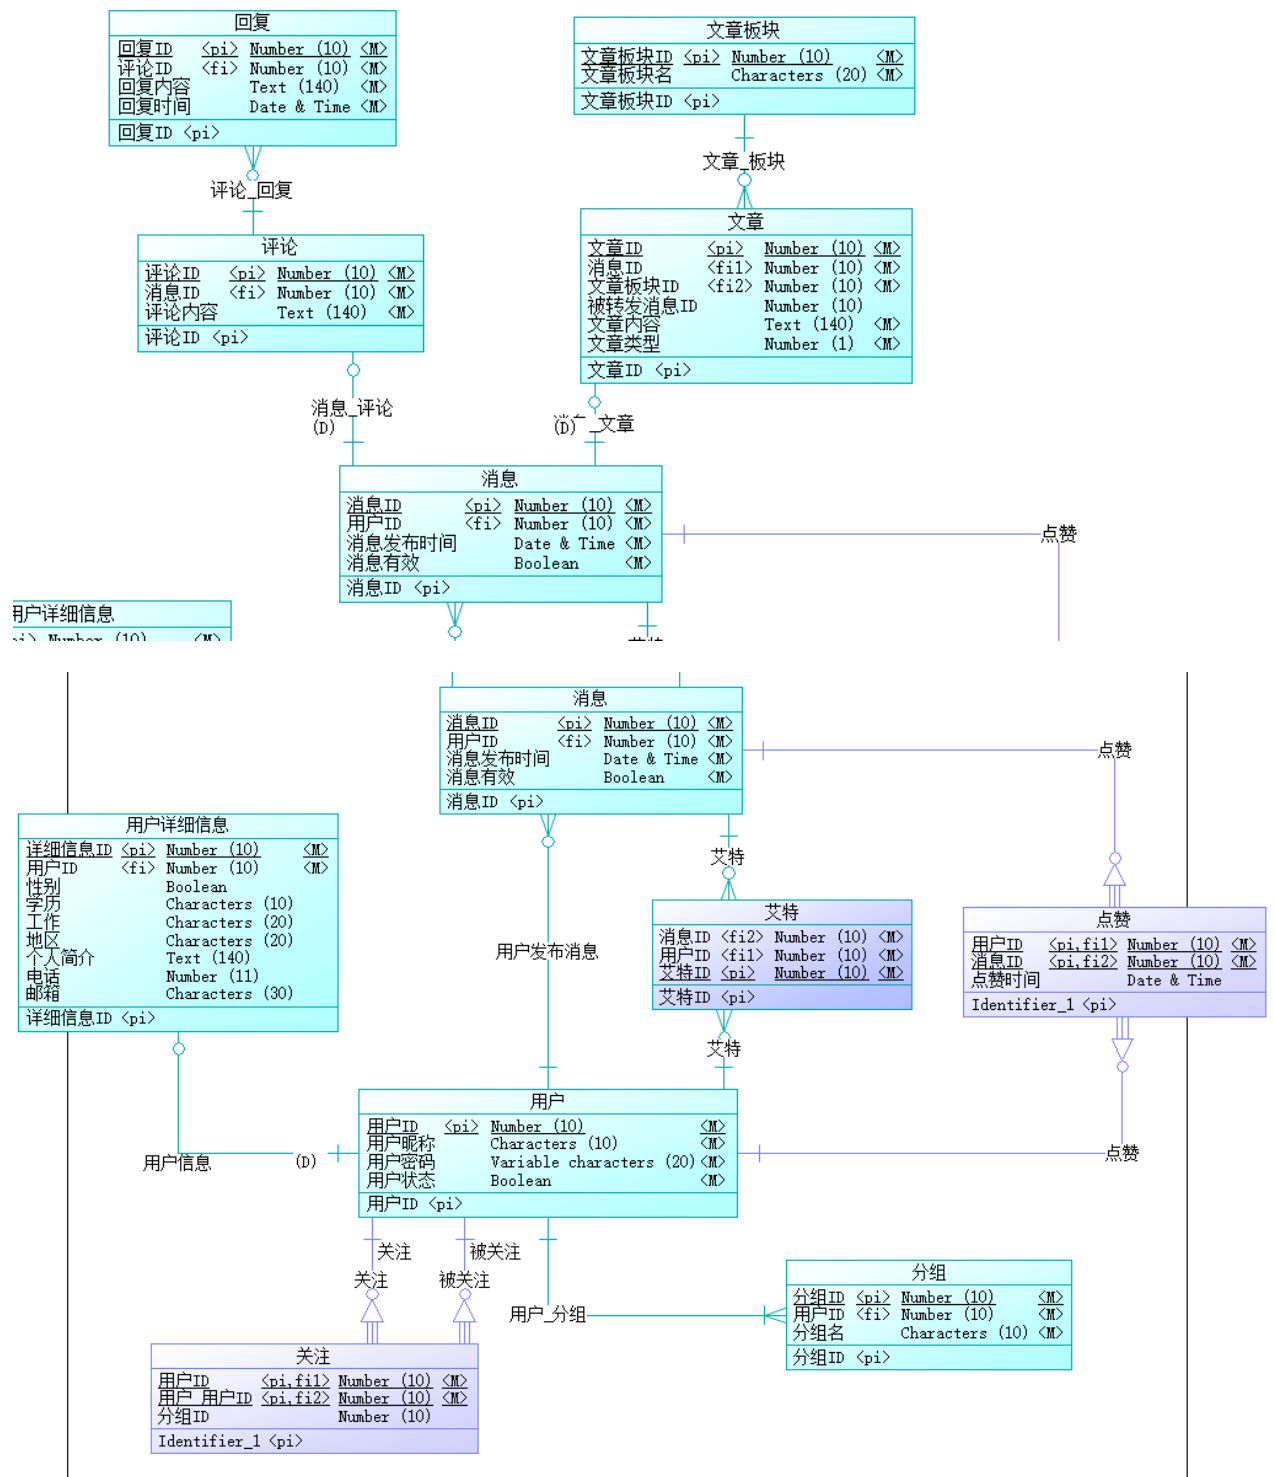 回复
回复ID <pi> Number (10) <M>
评论ID <fi> Number (10) <M>
回复内容 Text (140) <M>
回复时间 Date & Time <M>
回复ID <pi>
文章板块
文章板块ID <pi> Number (10) <M>
文章板块名 Characters (20) <M>
文章板块ID <pi>
评论_回复
文章_板块
评论
评论ID <pi> Number (10) <M>
消息ID <fi> Number (10) <M>
评论内容 Text (140) <M>
评论ID <pi>
文章
文章ID <pi> Number (10) <M>
消息ID <fi1> Number (10) <M>
文章板块ID <fi2> Number (10) <M>
被转发消息ID Number (10)
文章内容 Text (140) <M>
文章类型 Number (1) <M>
文章ID <pi>
消息_评论
(D)
_文章
(D)
消息
消息ID <pi> Number (10) <M>
用户ID <fi> Number (10) <M>
消息发布时间 Date & Time <M>
消息有效 Boolean <M>
消息ID <pi>
点赞
用户详细信息
Number (10) <M>
艾特
消息
消息ID <pi> Number (10) <M>
用户ID <fi> Number (10) <M>
消息发布时间 Date & Time <M>
消息有效 Boolean <M>
消息ID <pi>
点赞
用户详细信息
详细信息ID <pi> Number (10) <M>
用户ID <fi> Number (10) <M>
性别 Boolean
学历 Characters (10)
工作 Characters (20)
地区 Characters (20)
个人简介 Text (140)
电话 Number (11)
邮箱 Characters (30)
详细信息ID <pi>
艾特
用户发布消息
艾特
消息ID <fi2> Number (10) <M>
用户ID <fi1> Number (10) <M>
艾特ID <pi> Number (10) <M>
艾特ID <pi>
点赞
用户ID <pi,fi1> Number (10) <M>
消息ID <pi,fi2> Number (10) <M>
点赞时间 Date & Time
Identifier_1 <pi>
艾特
用户
用户ID <pi> Number (10) <M>
用户昵称 Characters (10) <M>
用户密码 Variable characters (20) <M>
用户状态 Boolean <M>
用户ID <pi>
用户信息
(D)
点赞
关注
被关注
关注
被关注
用户_分组
分组
分组ID <pi> Number (10) <M>
用户ID <fi> Number (10) <M>
分组名 Characters (10) <M>
分组ID <pi>
关注
用户ID <pi,fi1> Number (10) <M>
用户_用户ID <pi,fi2> Number (10) <M>
分组ID Number (10)
Identifier_1 <pi>